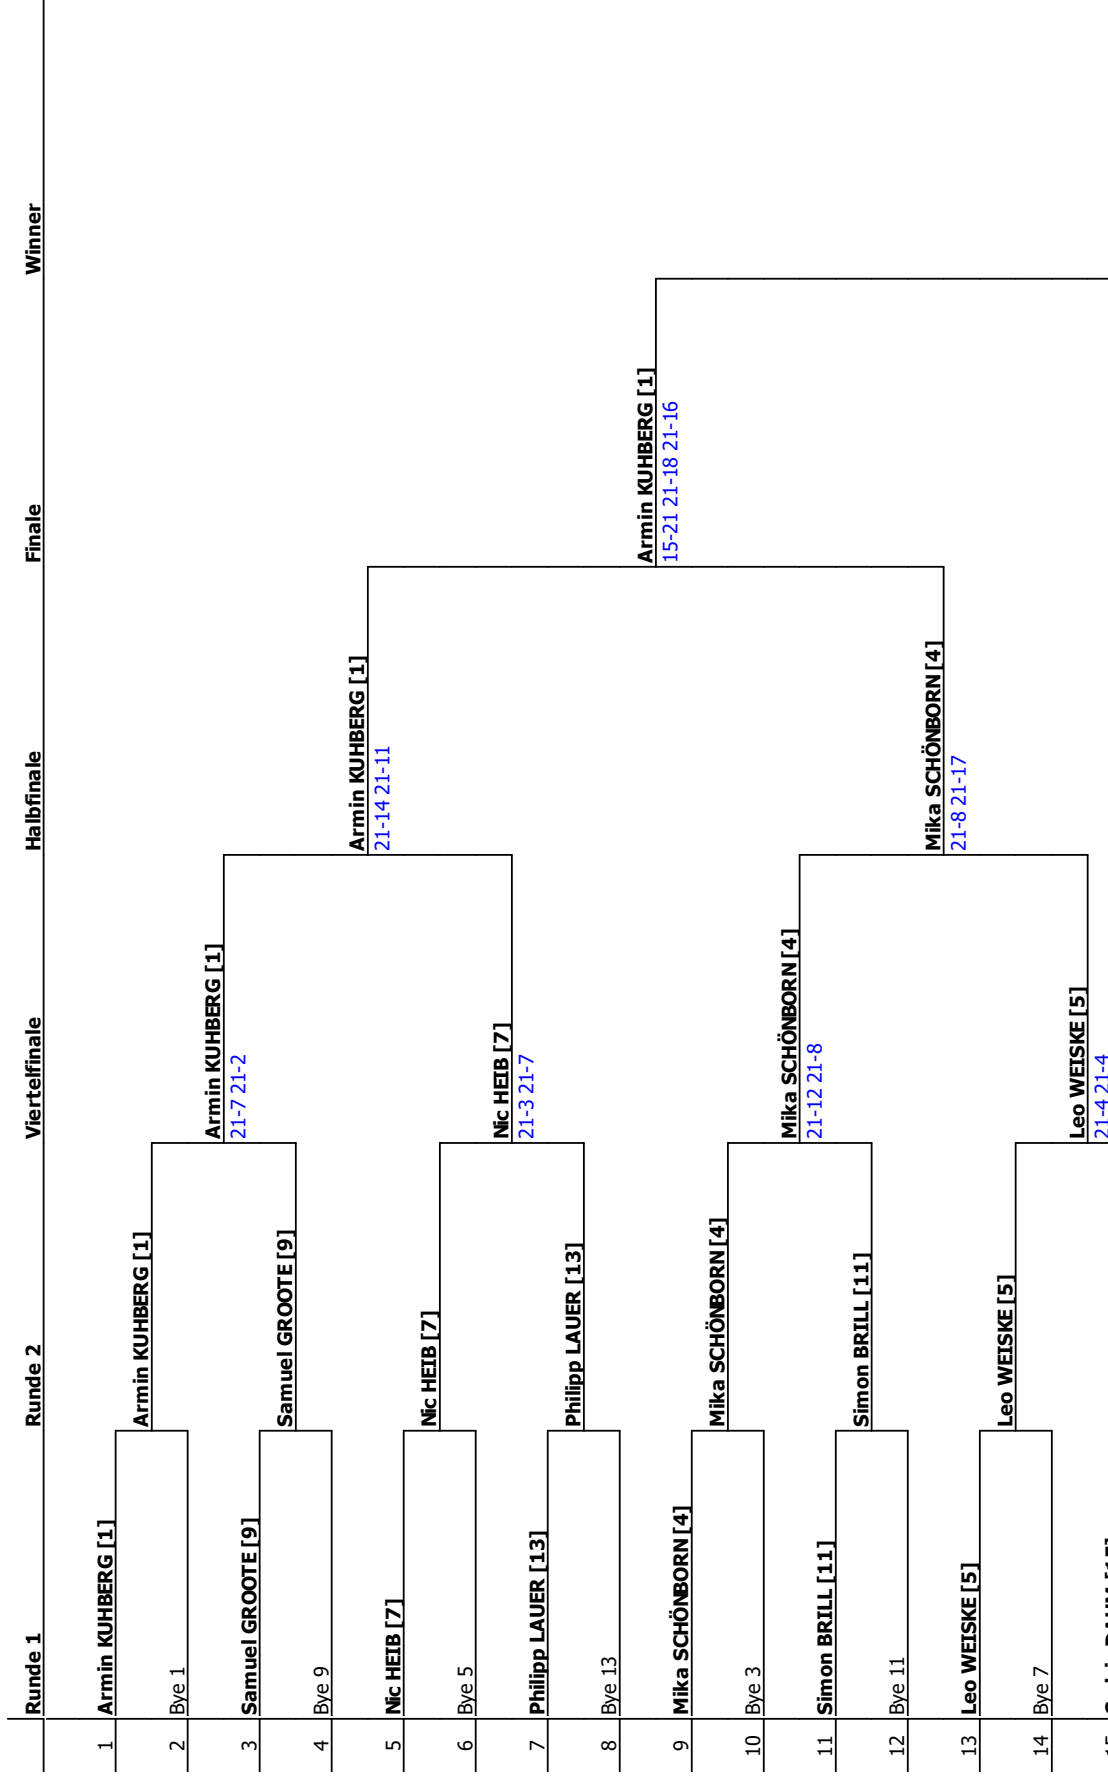 Runde 1
Runde 2
Viertelfinale
Halbfinale
Finale
Winner
1
Armin KUHBERG [1]
Armin KUHBERG [1]
2
Bye 1
Armin KUHBERG [1]
21-7 21-2
3
Samuel GROOTE [9]
Samuel GROOTE [9]
4
Bye 9
Armin KUHBERG [1]
21-14 21-11
5
Nic HEIB [7]
Nic HEIB [7]
6
Bye 5
Nic HEIB [7]
21-3 21-7
7
Philipp LAUER [13]
Philipp LAUER [13]
8
Bye 13
Armin KUHBERG [1]
15-21 21-18 21-16
9
Mika SCHÖNBORN [4]
Mika SCHÖNBORN [4]
10
Bye 3
Mika SCHÖNBORN [4]
21-12 21-8
11
Simon BRILL [11]
Simon BRILL [11]
12
Bye 11
Mika SCHÖNBORN [4]
21-8 21-17
13
Leo WEISKE [5]
Leo WEISKE [5]
14
Bye 7
Leo WEISKE [5]
21-4 21-4